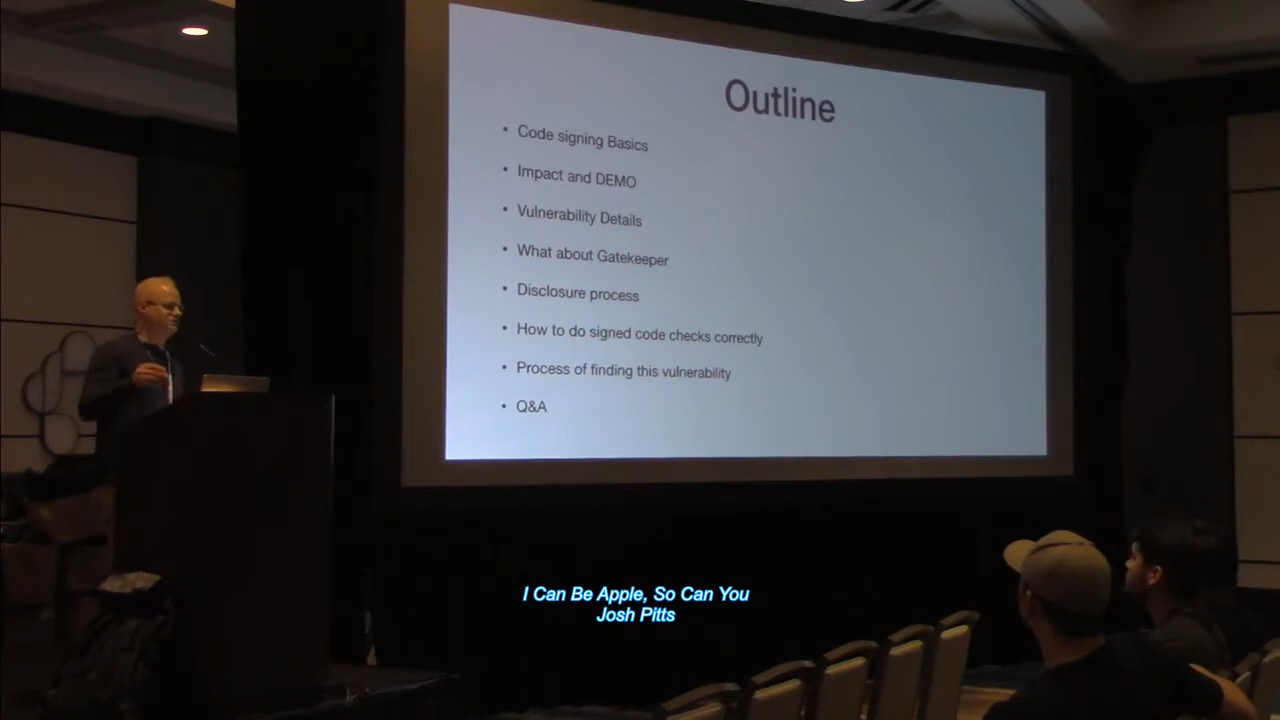 Outline
• Code signing Basics
• Impact and DEMO
• Vulnerability Details
• What about Gatekeeper
• Disclosure process
• How to do signed code checks correctly
• Process of finding this vulnerability
• Q&A
I Can Be Apple, So Can You
Josh Pitts